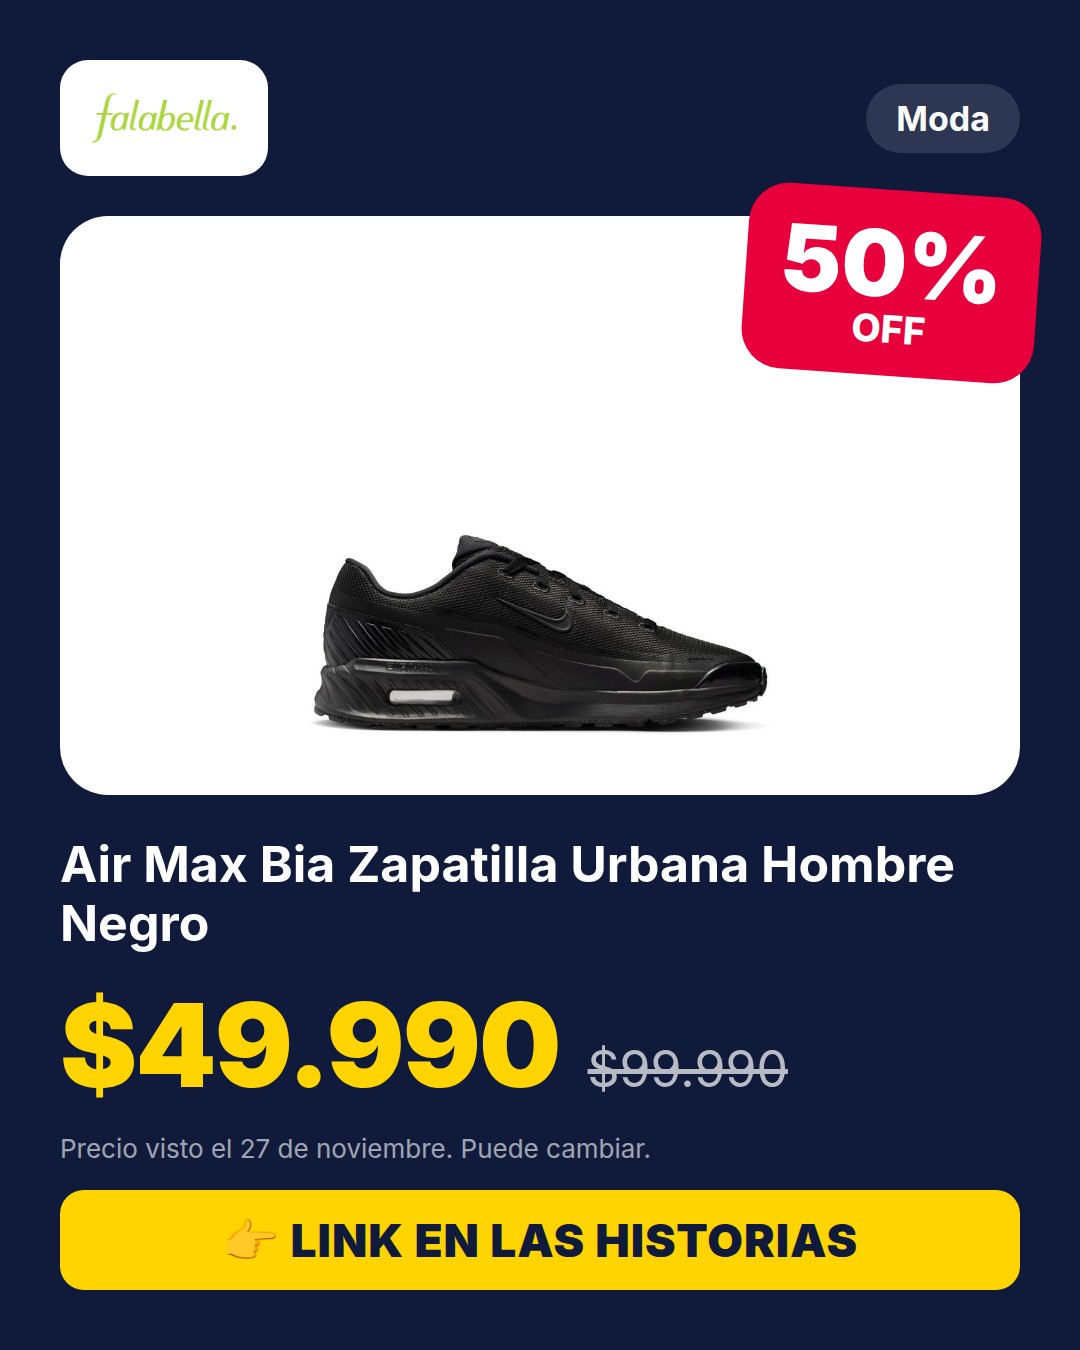 falabella.
Moda
50%
OFF
Air Max Bia Zapatilla Urbana Hombre
Negro
$49.990 $99.990
Precio visto el 27 de noviembre. Puede cambiar.
👉 LINK EN LAS HISTORIAS